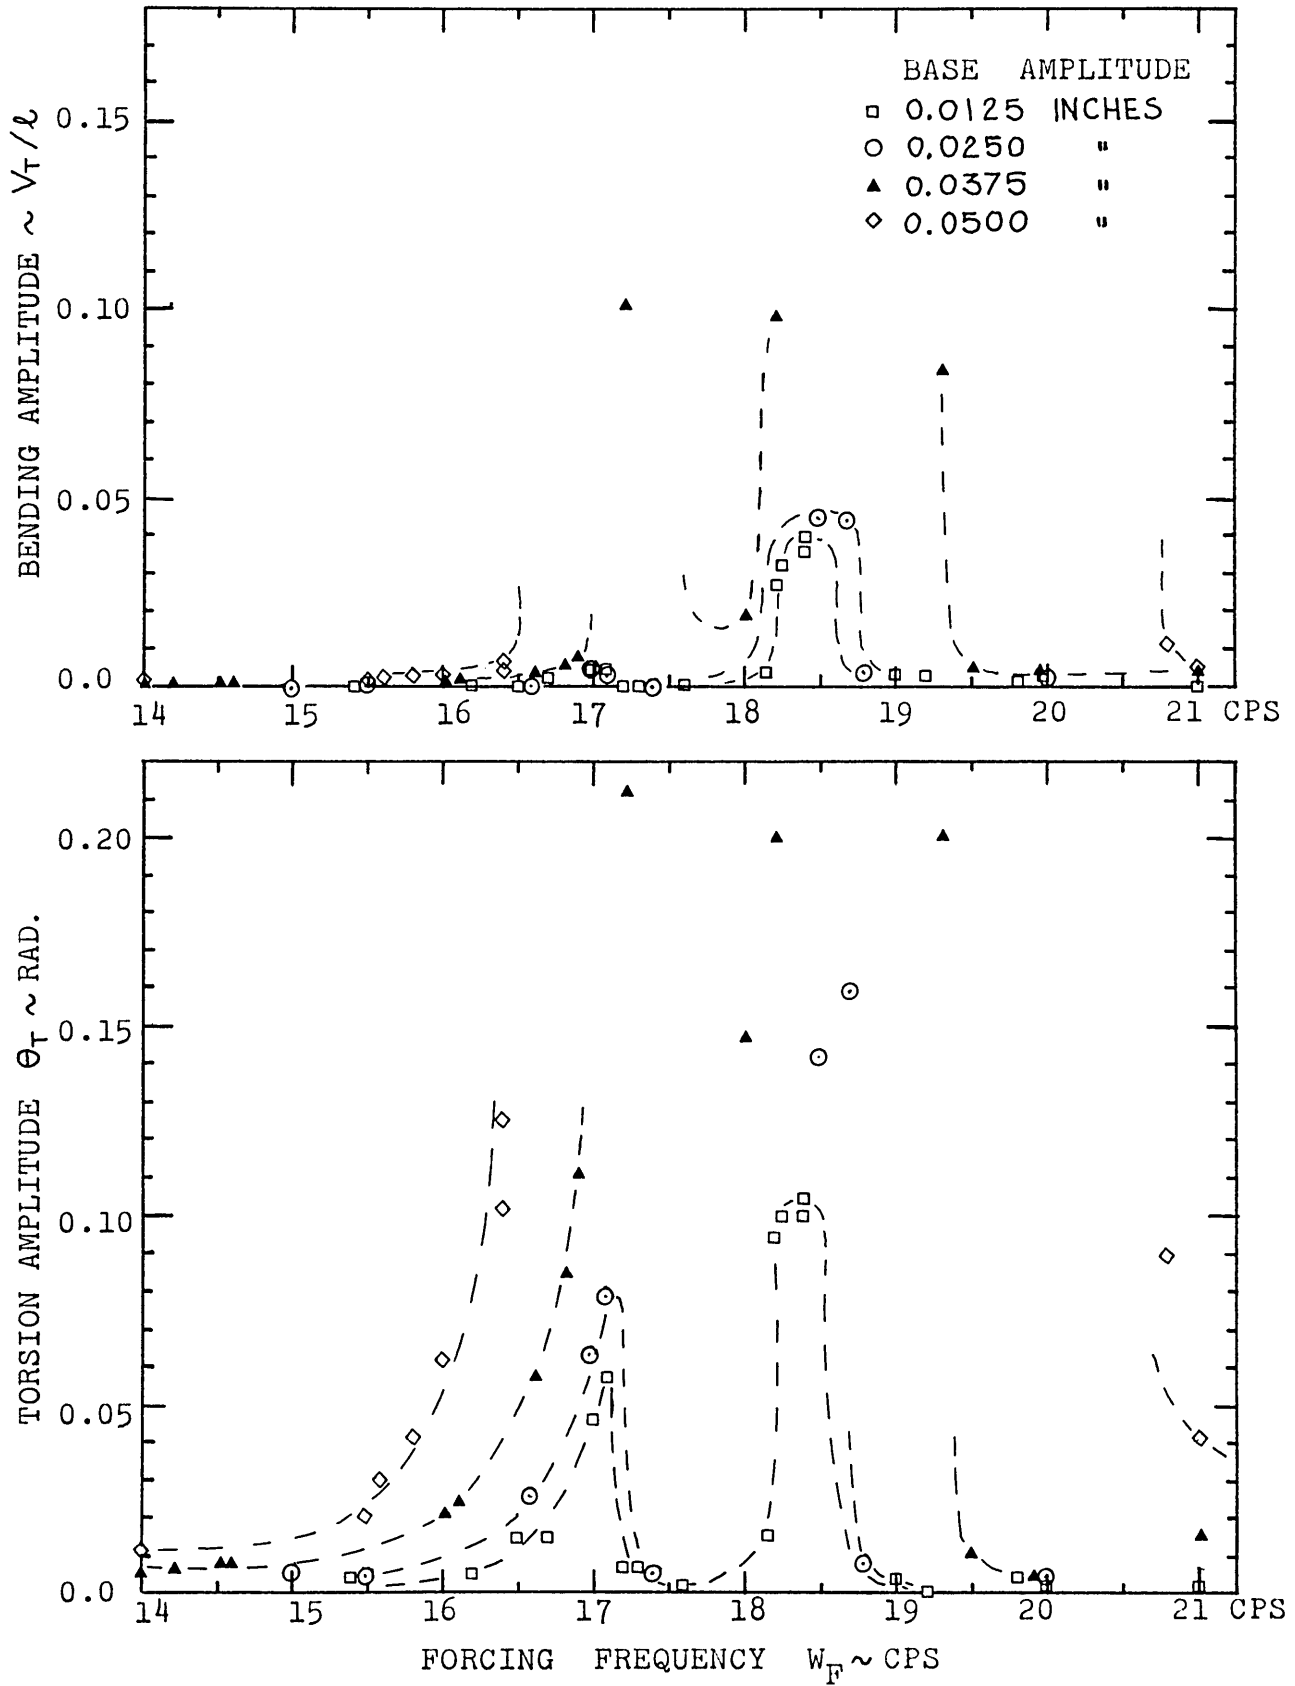 BASE AMPLITUDE
□ 0.0125 INCHES
○ 0.0250 "
▲ 0.0375 "
◇ 0.0500 "
BENDING AMPLITUDE ~ V_T/ℓ
0.15
0.10
0.05
0.0
14 15 16 17 18 19 20 21 CPS
TORSION AMPLITUDE θ_T ~ RAD.
0.20
0.15
0.10
0.05
0.0
14 15 16 17 18 19 20 21 CPS
FORCING FREQUENCY W_F ~ CPS